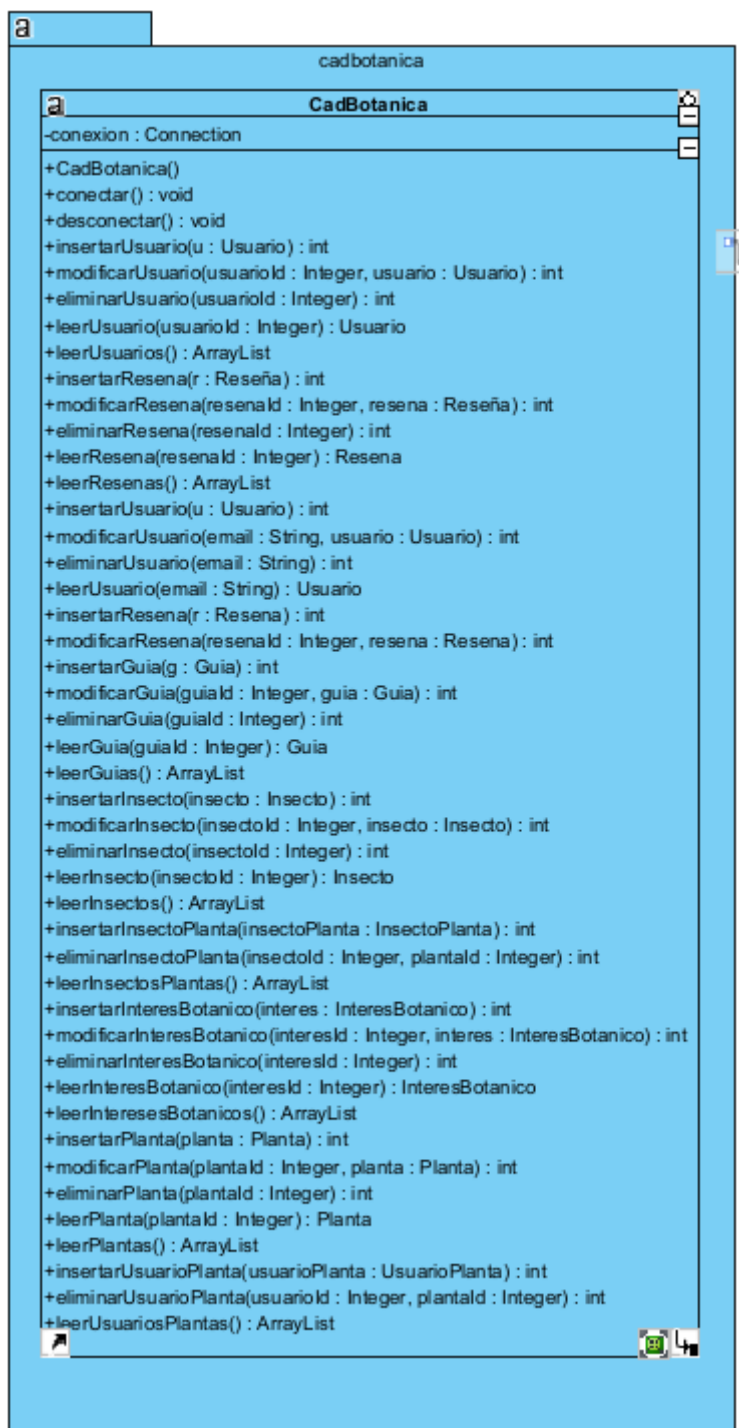 a
cadbotanica
a
CadBotanica
-conexion : Connection
+CadBotanica()
+conectar() : void
+desconectar() : void
+insertarUsuario(u : Usuario) : int
+modificarUsuario(usuarioId : Integer, usuario : Usuario) : int
+eliminarUsuario(usuarioId : Integer) : int
+leerUsuario(usuarioId : Integer) : Usuario
+leerUsuarios() : ArrayList
+insertarResena(r : Reseña) : int
+modificarResena(resenaId : Integer, resena : Reseña) : int
+eliminarResena(resenaId : Integer) : int
+leerResena(resenaId : Integer) : Resena
+leerResenas() : ArrayList
+insertarUsuario(u : Usuario) : int
+modificarUsuario(email : String, usuario : Usuario) : int
+eliminarUsuario(email : String) : int
+leerUsuario(email : String) : Usuario
+insertarResena(r : Resena) : int
+modificarResena(resenaId : Integer, resena : Resena) : int
+insertarGuia(g : Guia) : int
+modificarGuia(guiaId : Integer, guia : Guia) : int
+eliminarGuia(guiaId : Integer) : int
+leerGuia(guiaId : Integer) : Guia
+leerGuias() : ArrayList
+insertarInsecto(insecto : Insecto) : int
+modificarInsecto(insectoId : Integer, insecto : Insecto) : int
+eliminarInsecto(insectoId : Integer) : int
+leerInsecto(insectoId : Integer) : Insecto
+leerInsectos() : ArrayList
+insertarInsectoPlanta(insectoPlanta : InsectoPlanta) : int
+eliminarInsectoPlanta(insectoId : Integer, plantaId : Integer) : int
+leerInsectosPlantas() : ArrayList
+insertarInteresBotanico(interes : InteresBotanico) : int
+modificarInteresBotanico(interesId : Integer, interes : InteresBotanico) : int
+eliminarInteresBotanico(interesId : Integer) : int
+leerInteresBotanico(interesId : Integer) : InteresBotanico
+leerInteresesBotanicos() : ArrayList
+insertarPlanta(planta : Planta) : int
+modificarPlanta(plantaId : Integer, planta : Planta) : int
+eliminarPlanta(plantaId : Integer) : int
+leerPlanta(plantaId : Integer) : Planta
+leerPlantas() : ArrayList
+insertarUsuarioPlanta(usuarioPlanta : UsuarioPlanta) : int
+eliminarUsuarioPlanta(usuarioId : Integer, plantaId : Integer) : int
+leerUsuariosPlantas() : ArrayList